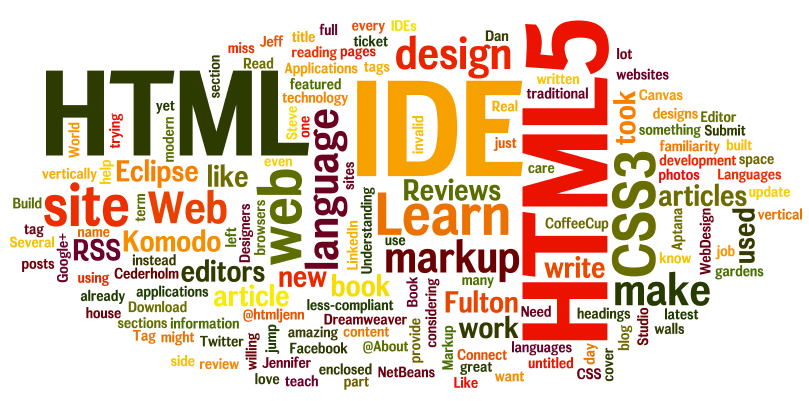 HTML
IDE
HTML5
design
Dan
lot
websites
miss
Jeff
title
full
every
IDEs
ticket
reading
pages
Read
Applications
tags
featured
technology
section
yet
modern
trying
World
Steve
one
language
invalid
Real
just
written
traditional
took
Canvas
designs
Editor
something
Submit
familiarity
built
development
space
photos
Languages
care
CSS3
articles
update
vertical
vertically
help
Eclipse
like
even
web
sites
Reviews
Learn
Understanding
LinkedIn
use
markup
CoffeeCup
write
Aptana
know
WebDesign
job
used
gardens
make
Build
site
Web
term
tag
Several
name
RSS
Komodo
left
Designers
browsers
Google+
posts
using
instead
Cederholm
editors
new
book
many
Book
considering
Fulton
Need
headings
latest
walls
already
applications
article
house
Download
@htmljenn
less-compliant
Dreamweaver
work
sections
information
Tag
might
Twitter
willing
jump
amazing
content
Facebook
@About
provide
Markup
Connect
languages
day
blog
Studio
cover
untitled
CSS
side
review
Jennifer
love
teach
enclosed
part
NetBeans
great
Like
want